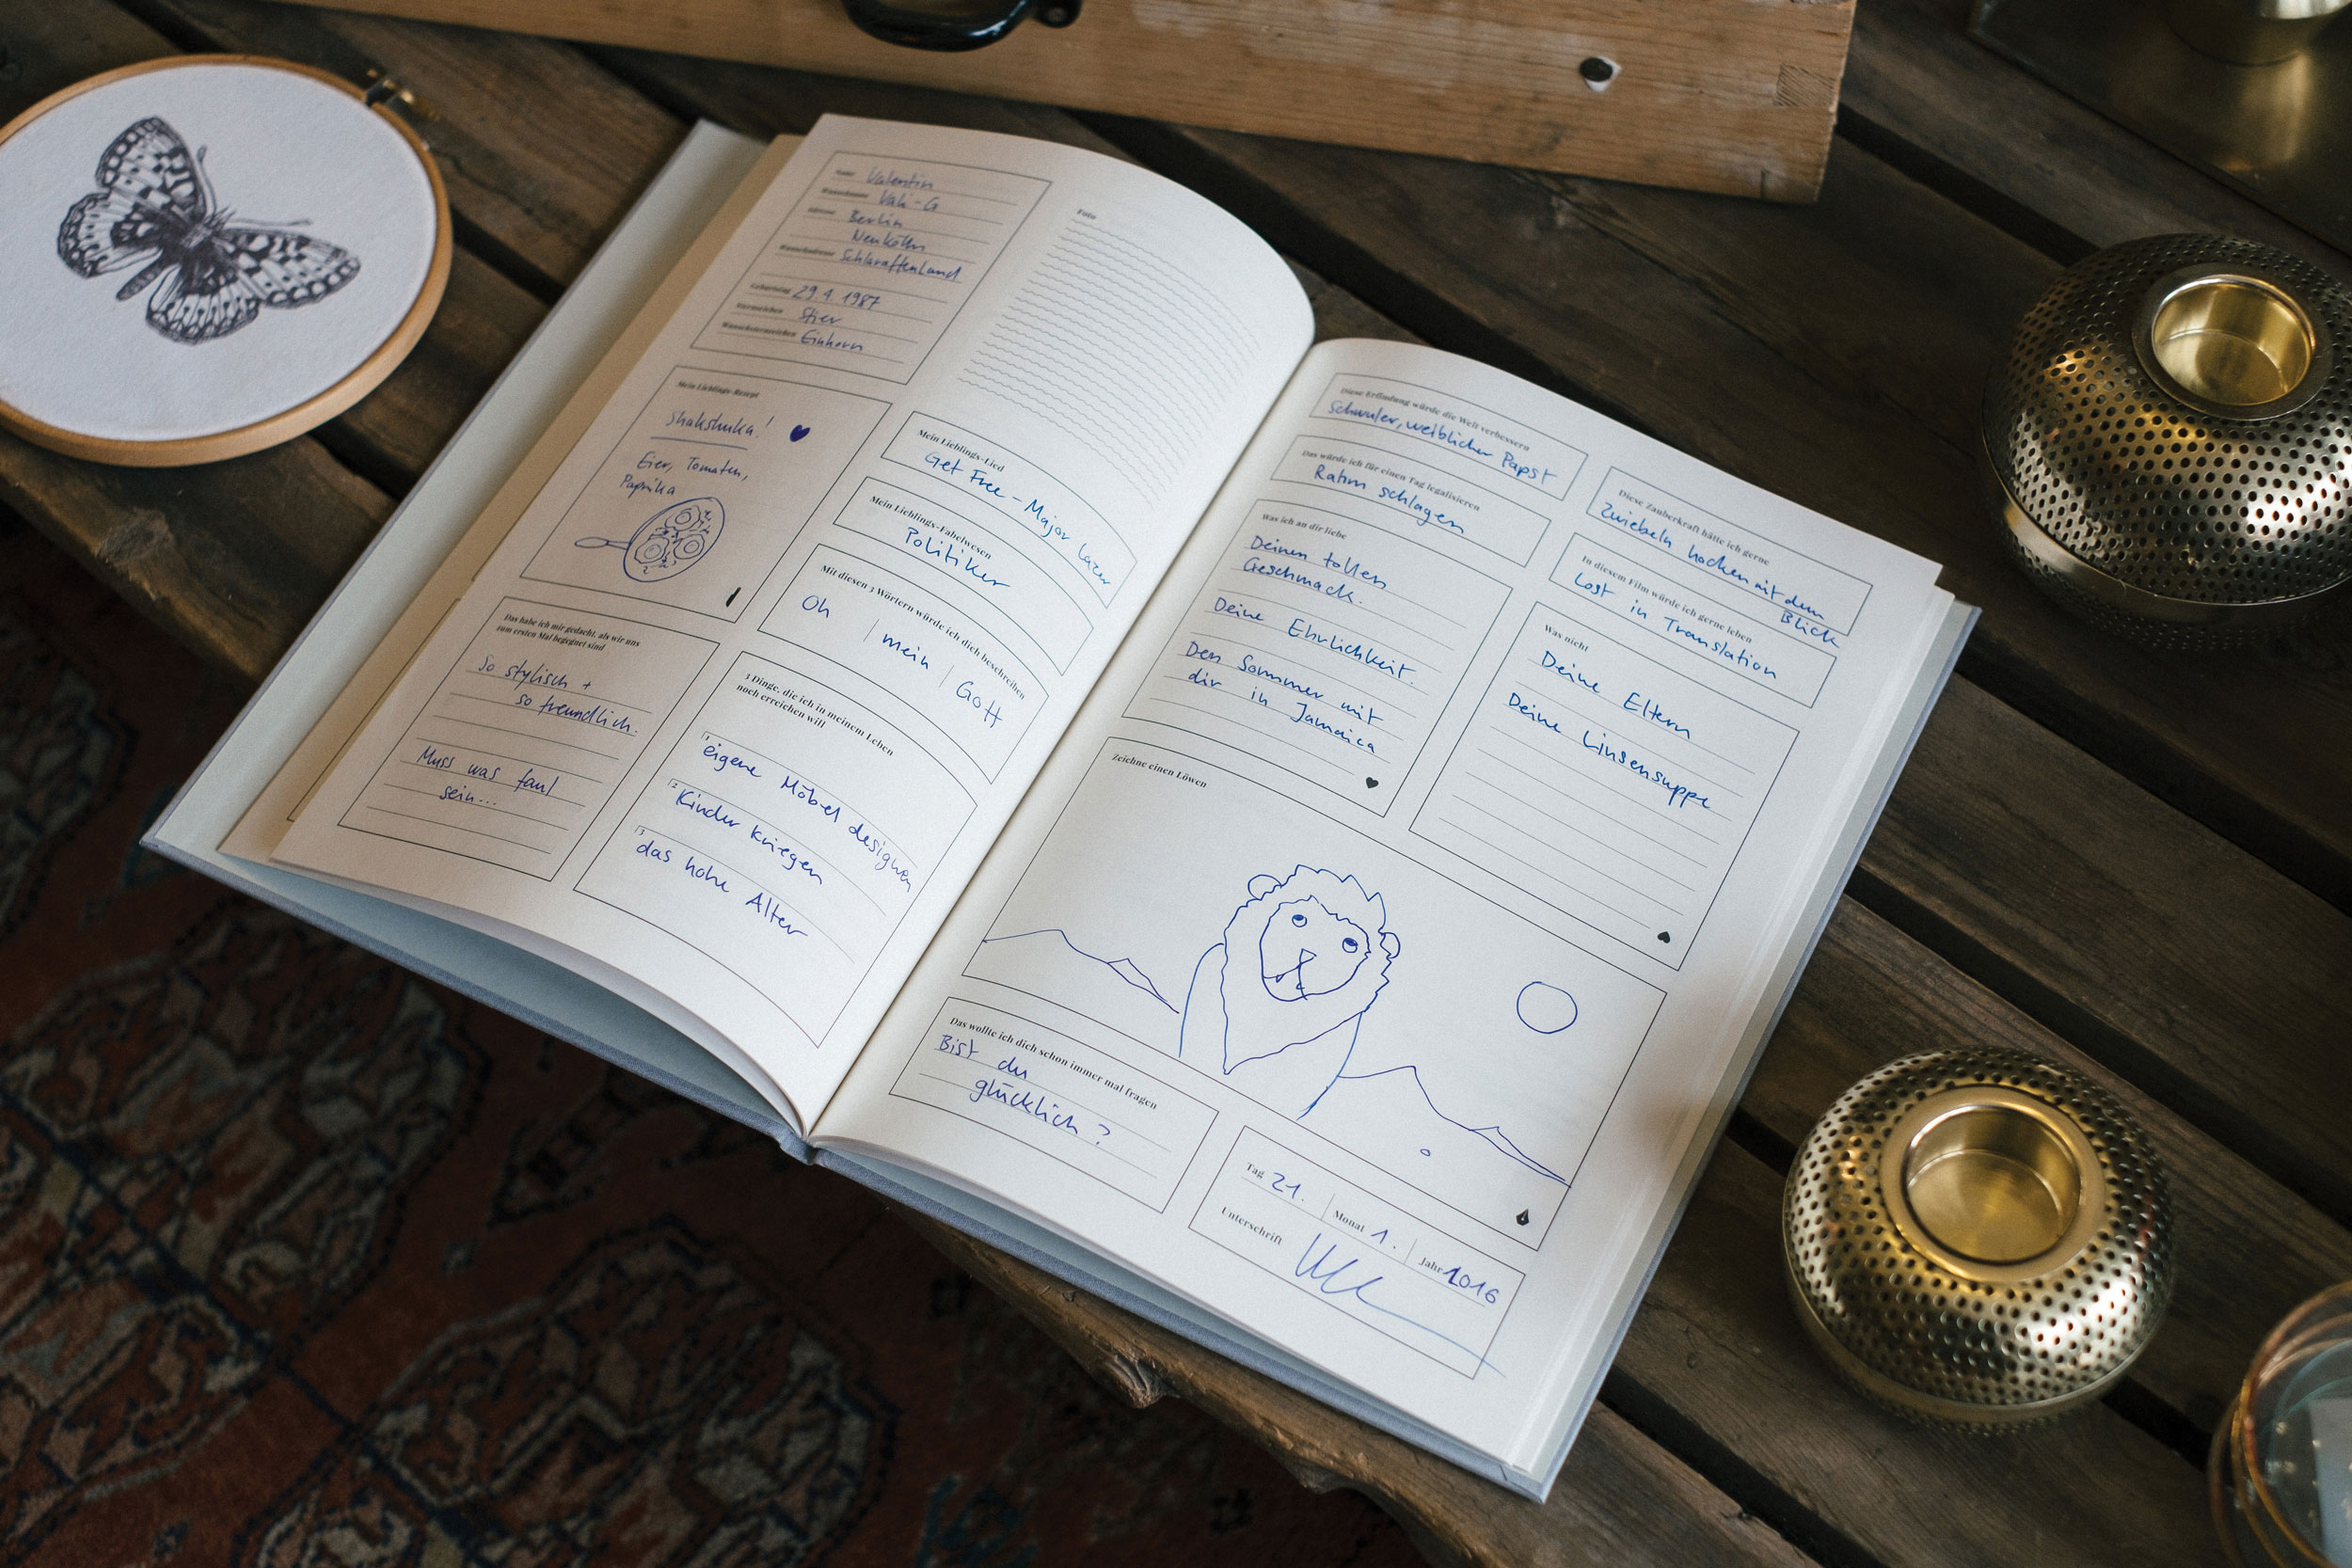 Name Valentin
Wunschname Vali-G
Adresse Berlin
Neukölln
Wunschadresse Schlaraffenland
Geburtstag 29.4.1987
Sternzeichen Stier
Wunschsternzeichen Einhorn
Foto
Mein Lieblings-Rezept
Shakshuka!
Eier, Tomaten,
Paprika
Mein Lieblings-Lied
Get Free - Major Lazer
Mein Lieblings-Fabelwesen
Politiker
Mit diesen 3 Wörtern würde ich dich beschreiben
Oh | mein | Gott
Das habe ich mir gedacht, als wir uns
zum ersten Mal begegnet sind
So stylisch +
so freundlich.
Muss was faul
sein...
3 Dinge, die ich in meinem Leben
noch erreichen will
1 eigene Möbel designen
2 Kinder kriegen
3 das hohe Alter
Diese Erfindung würde die Welt verbessern
Schwuler, weiblicher Papst
Das würde ich für einen Tag legalisieren
Rahm schlagen
Diese Zauberkraft hätte ich gerne
Zwiebeln hacken mit dem
Blick
In diesem Film würde ich gerne leben
Lost in Translation
Was ich an dir liebe
Deinen tollen
Geschmack.
Deine Ehrlichkeit.
Den Sommer mit
dir in Jamaica
Was nicht
Deine Eltern
Deine Linsensuppe
Zeichne einen Löwen
Das wollte ich dich schon immer mal fragen
Bist du
glücklich?
Tag 21. Monat 1. Jahr 2016
Unterschrift